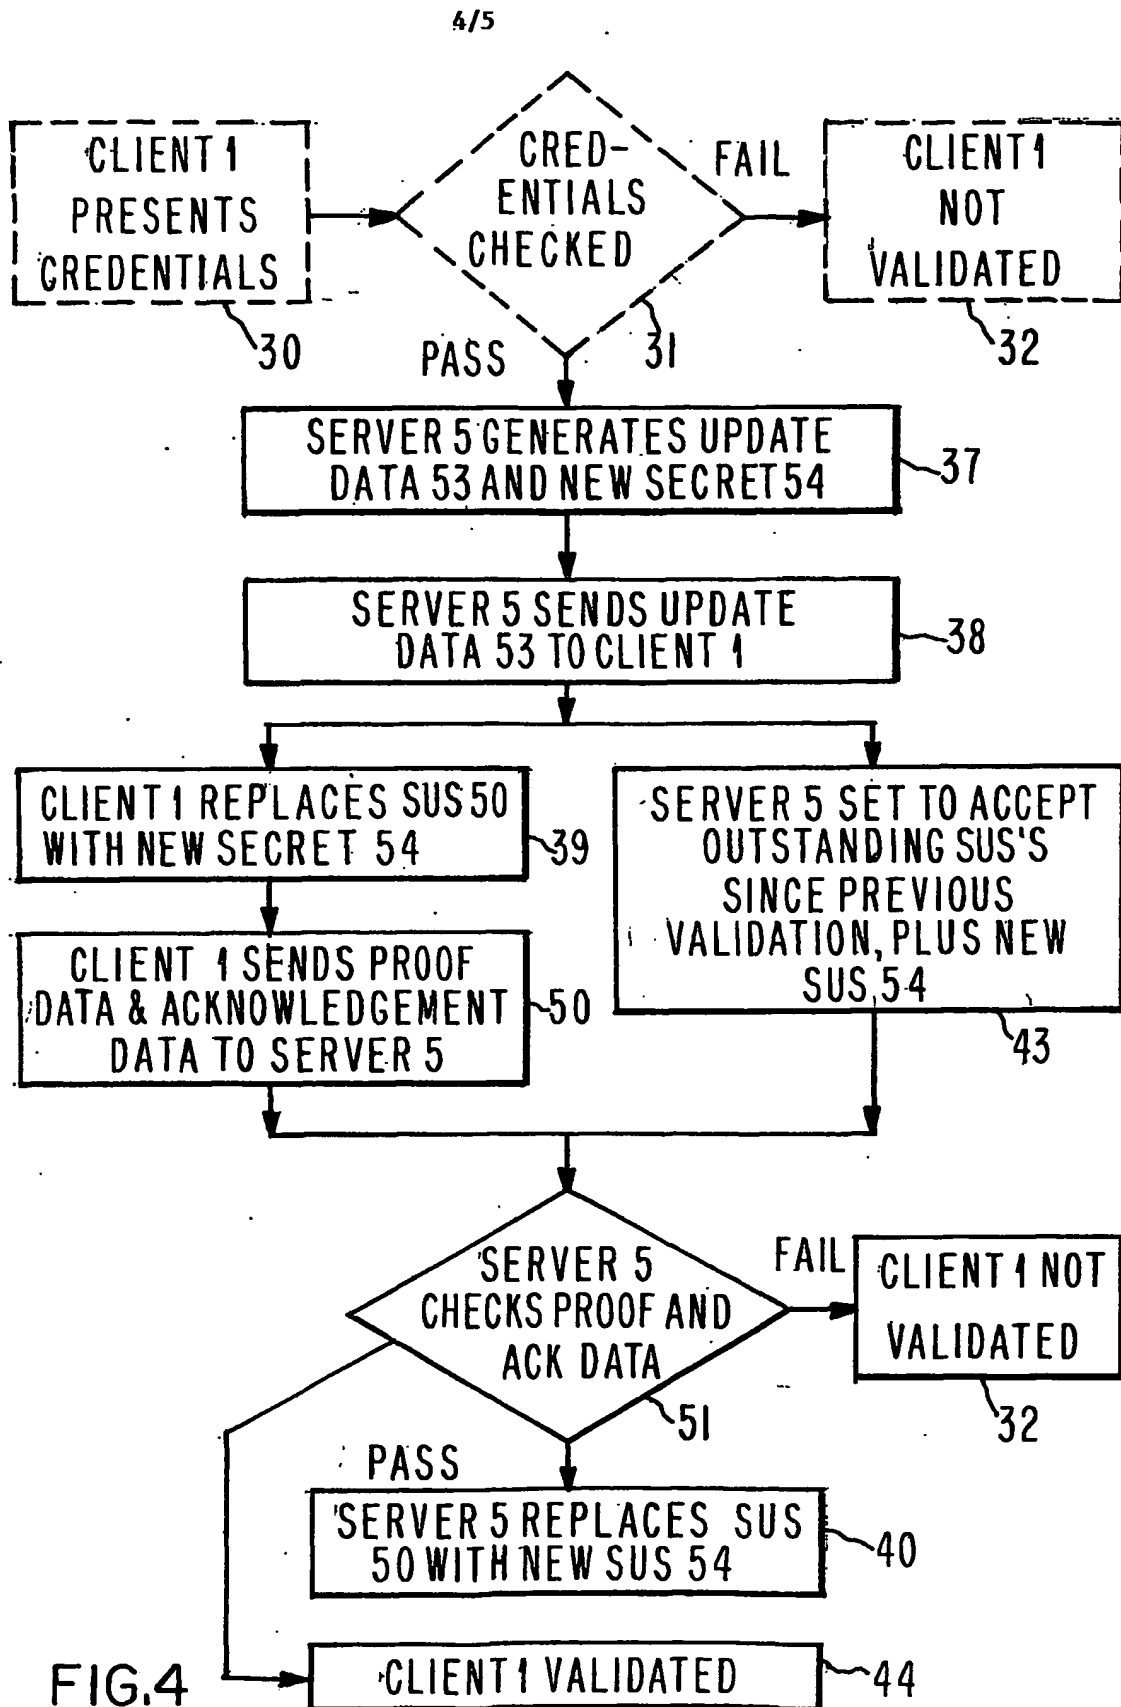 4/5
CLIENT 1
PRESENTS
CREDENTIALS
30
CRED-
ENTIALS
CHECKED
31
FAIL
CLIENT 1
NOT
VALIDATED
32
PASS
SERVER 5 GENERATES UPDATE
DATA 53 AND NEW SECRET 54
37
SERVER 5 SENDS UPDATE
DATA 53 TO CLIENT 1
38
CLIENT 1 REPLACES SUS 50
WITH NEW SECRET 54
39
SERVER 5 SET TO ACCEPT
OUTSTANDING SUS'S
SINCE PREVIOUS
VALIDATION, PLUS NEW
SUS 54
43
CLIENT 1 SENDS PROOF
DATA & ACKNOWLEDGEMENT
DATA TO SERVER 5
50
SERVER 5
CHECKS PROOF AND
ACK DATA
51
FAIL
CLIENT 1 NOT
VALIDATED
32
PASS
SERVER 5 REPLACES SUS
50 WITH NEW SUS 54
40
CLIENT 1 VALIDATED
44
FIG.4